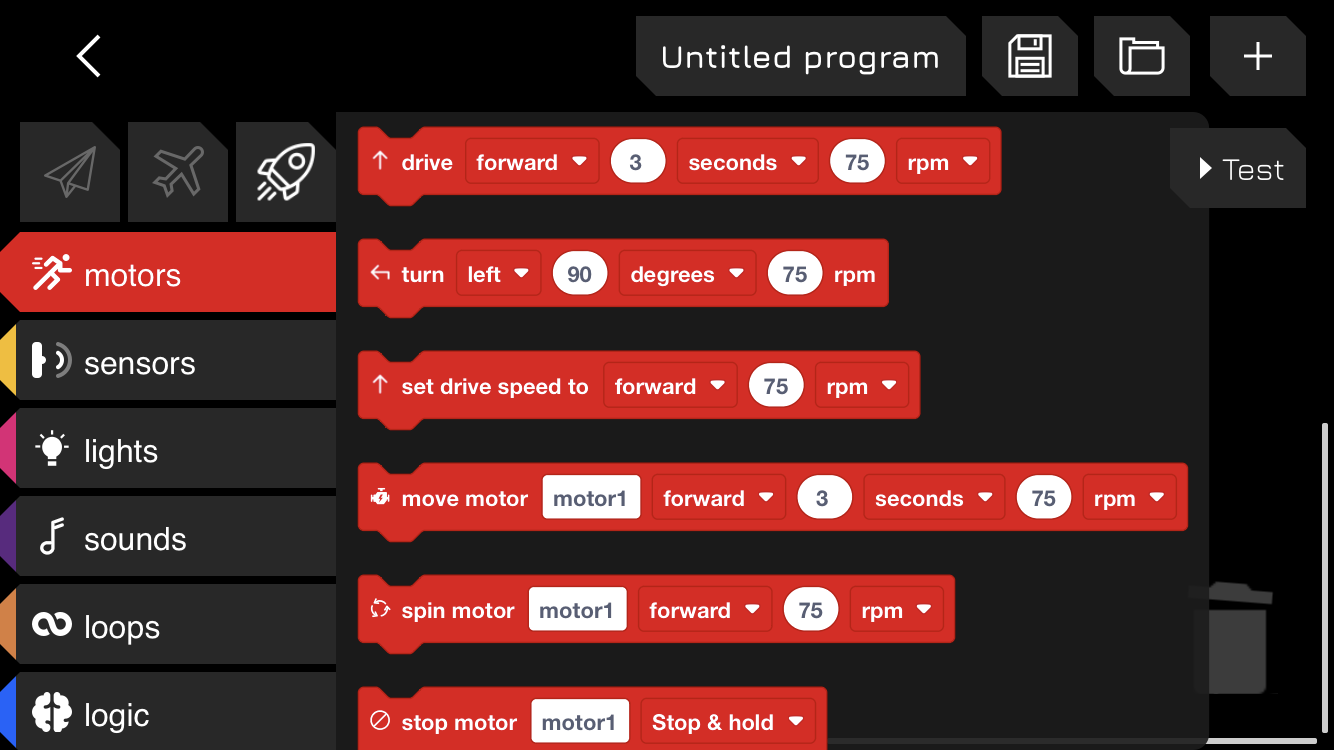 Untitled program
Test
motors
sensors
lights
sounds
loops
logic
drive forward 3 seconds 75 rpm
turn left 90 degrees 75 rpm
set drive speed to forward 75 rpm
move motor motor1 forward 3 seconds 75 rpm
spin motor motor1 forward 75 rpm
stop motor motor1 Stop & hold